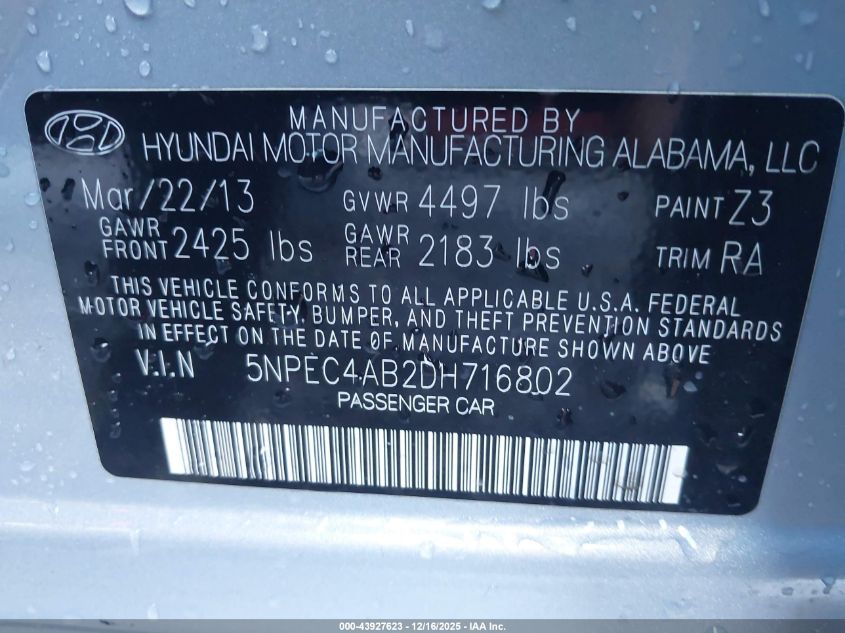 MANUFACTURED BY
HYUNDAI MOTOR MANUFACTURING ALABAMA, LLC
Mar/22/13 GVWR 4497 lbs PAINT Z3
GAWR FRONT 2425 lbs GAWR REAR 2183 lbs TRIM RA
THIS VEHICLE CONFORMS TO ALL APPLICABLE U.S.A. FEDERAL
MOTOR VEHICLE SAFETY, BUMPER, AND THEFT PREVENTION STANDARDS
IN EFFECT ON THE DATE OF MANUFACTURE SHOWN ABOVE.
V.I.N 5NPEC4AB2DH716802
PASSENGER CAR
000-43927623 - 12/16/2025 - IAA Inc.